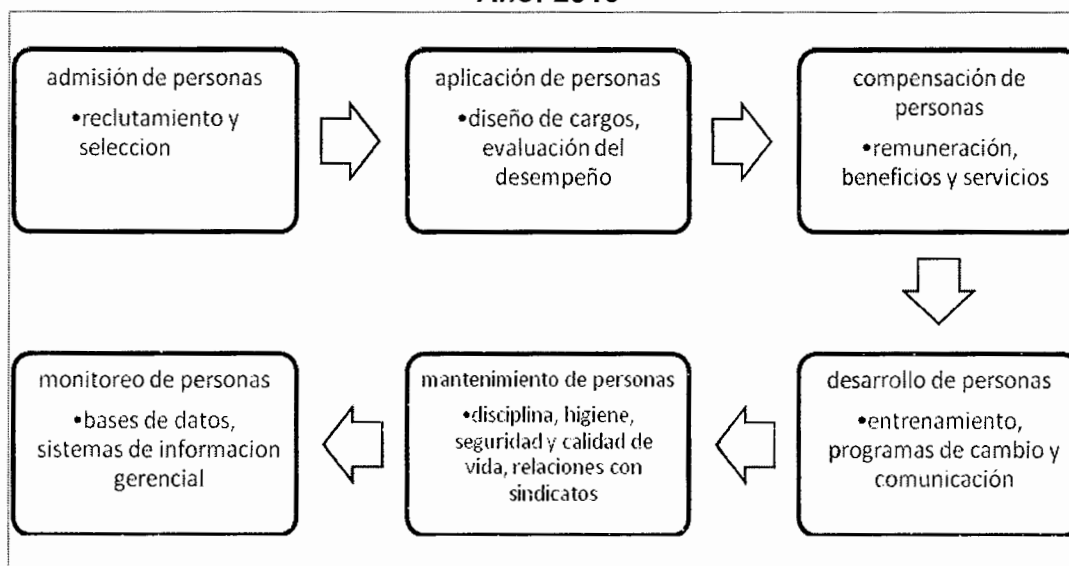 admisión de personas
•reclutamiento y
seleccion
aplicación de personas
•diseño de cargos,
evaluación del
desempeño
compensación de
personas
•remuneración,
beneficios y servicios
desarrollo de personas
•entrenamiento,
programas de cambio y
comunicación
mantenimiento de personas
•disciplina, higiene,
seguridad y calidad de
vida, relaciones con
sindicatos
monitoreo de personas
•bases de datos,
sistemas de informacion
gerencial